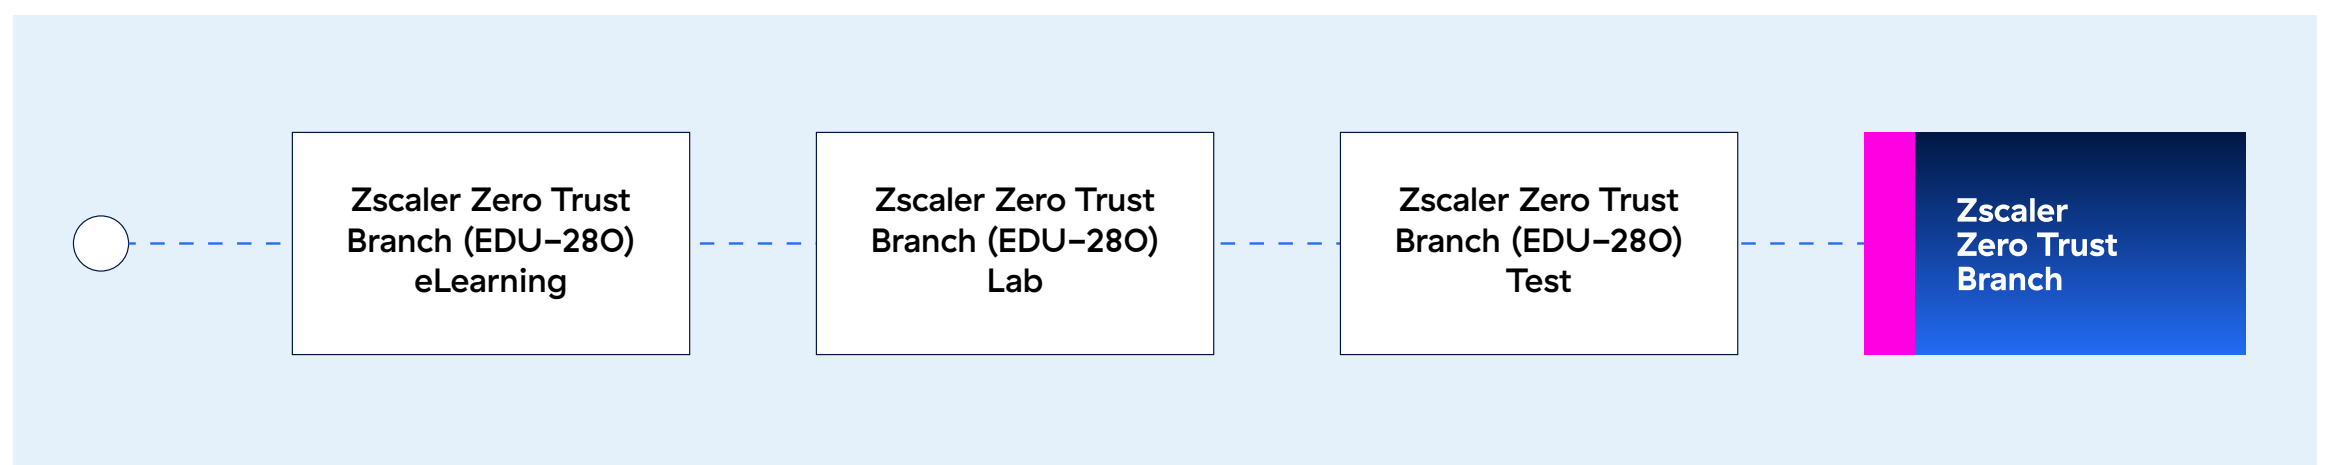 Zscaler Zero Trust
Branch (EDU-280)
eLearning
Zscaler Zero Trust
Branch (EDU-280)
Lab
Zscaler Zero Trust
Branch (EDU-280)
Test
Zscaler
Zero Trust
Branch